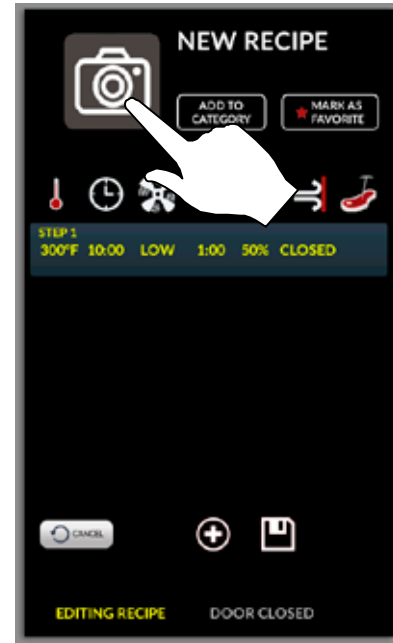 NEW RECIPE
ADD TO
CATEGORY
MARK AS
FAVORITE
STEP 1
300°F 10:00 LOW 1:00 50% CLOSED
CANCEL
EDITING RECIPE DOOR CLOSED